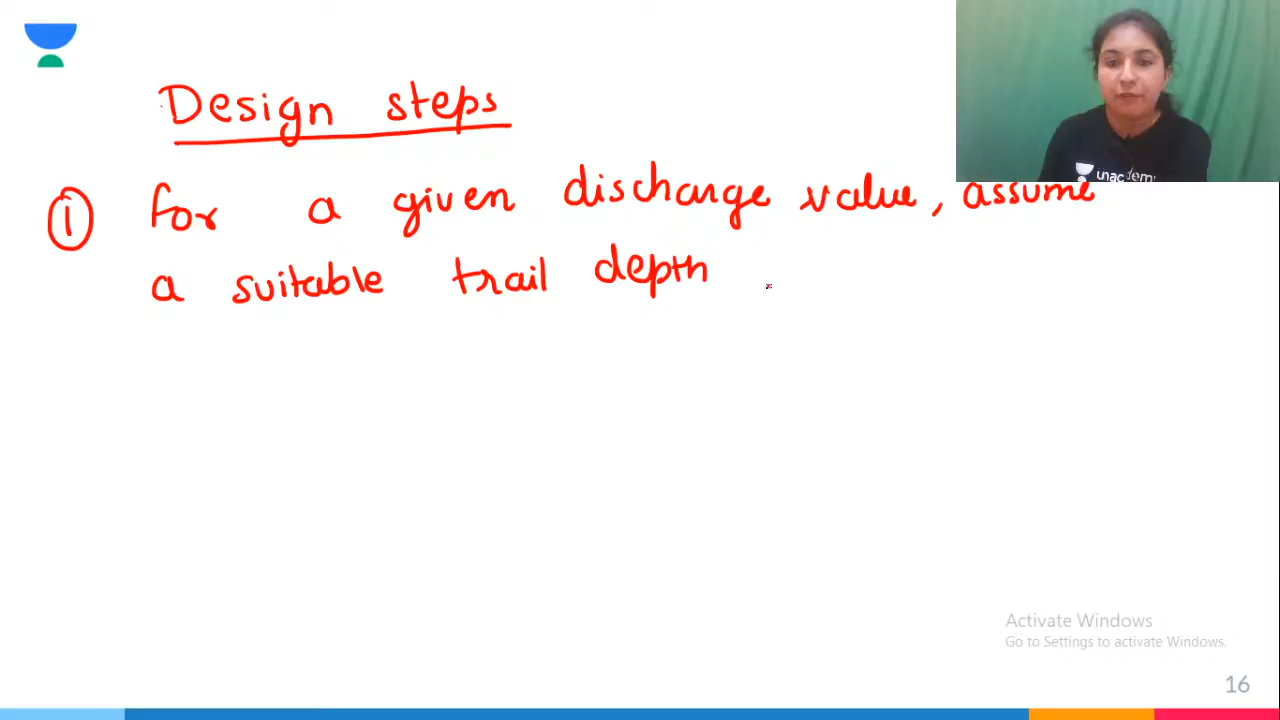 Design steps
① for a given discharge value, assume
a suitable trail depth
unacademy
Activate Windows
Go to Settings to activate Windows.
16